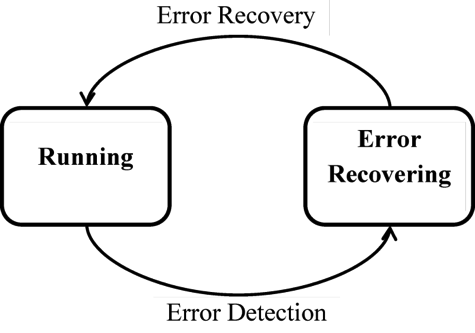 Error Recovery
Running
Error
Recovering
Error Detection